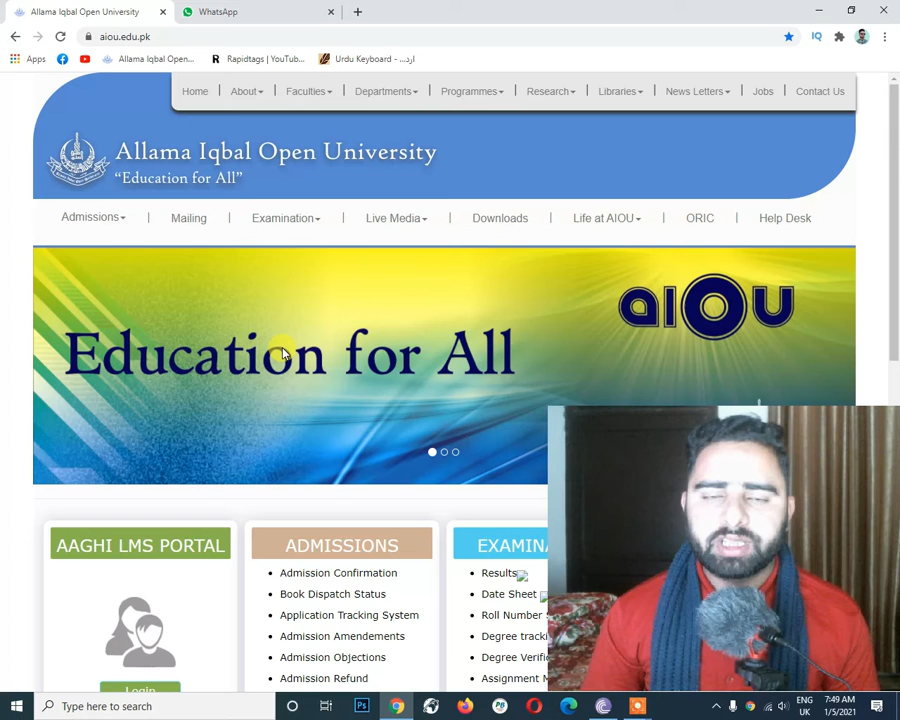 Allama Iqbal Open University
WhatsApp
aiou.edu.pk
IQ
Apps
Allama Iqbal Open...
R Rapidtags | YouTub...
Urdu Keyboard - ...ارد
Home | About | Faculties | Departments | Programmes | Research | Libraries | News Letters | Jobs | Contact Us
Allama Iqbal Open University
“Education for All”
Admissions | Mailing | Examination | Live Media | Downloads | Life at AIOU | ORIC | Help Desk
Education for All
aiou
AAGHI LMS PORTAL
Login
ADMISSIONS
Admission Confirmation
Book Dispatch Status
Application Tracking System
Admission Amendements
Admission Objections
Admission Refund
EXAMINA
Results
Date Sheet
Roll Number
Degree tracki
Degree Verifi
Assignment M
Type here to search
Ps
ENG
UK
7:49 AM
1/5/2021